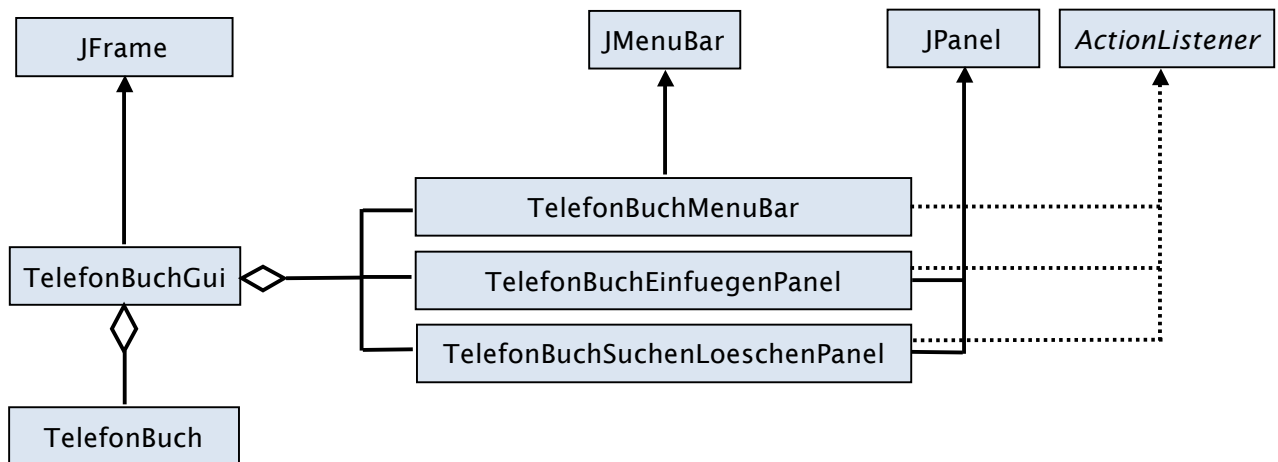 JFrame
JMenuBar
JPanel
ActionListener
TelefonBuchMenuBar
TelefonBuchGui
TelefonBuchEinfuegenPanel
TelefonBuchSuchenLoeschenPanel
TelefonBuch